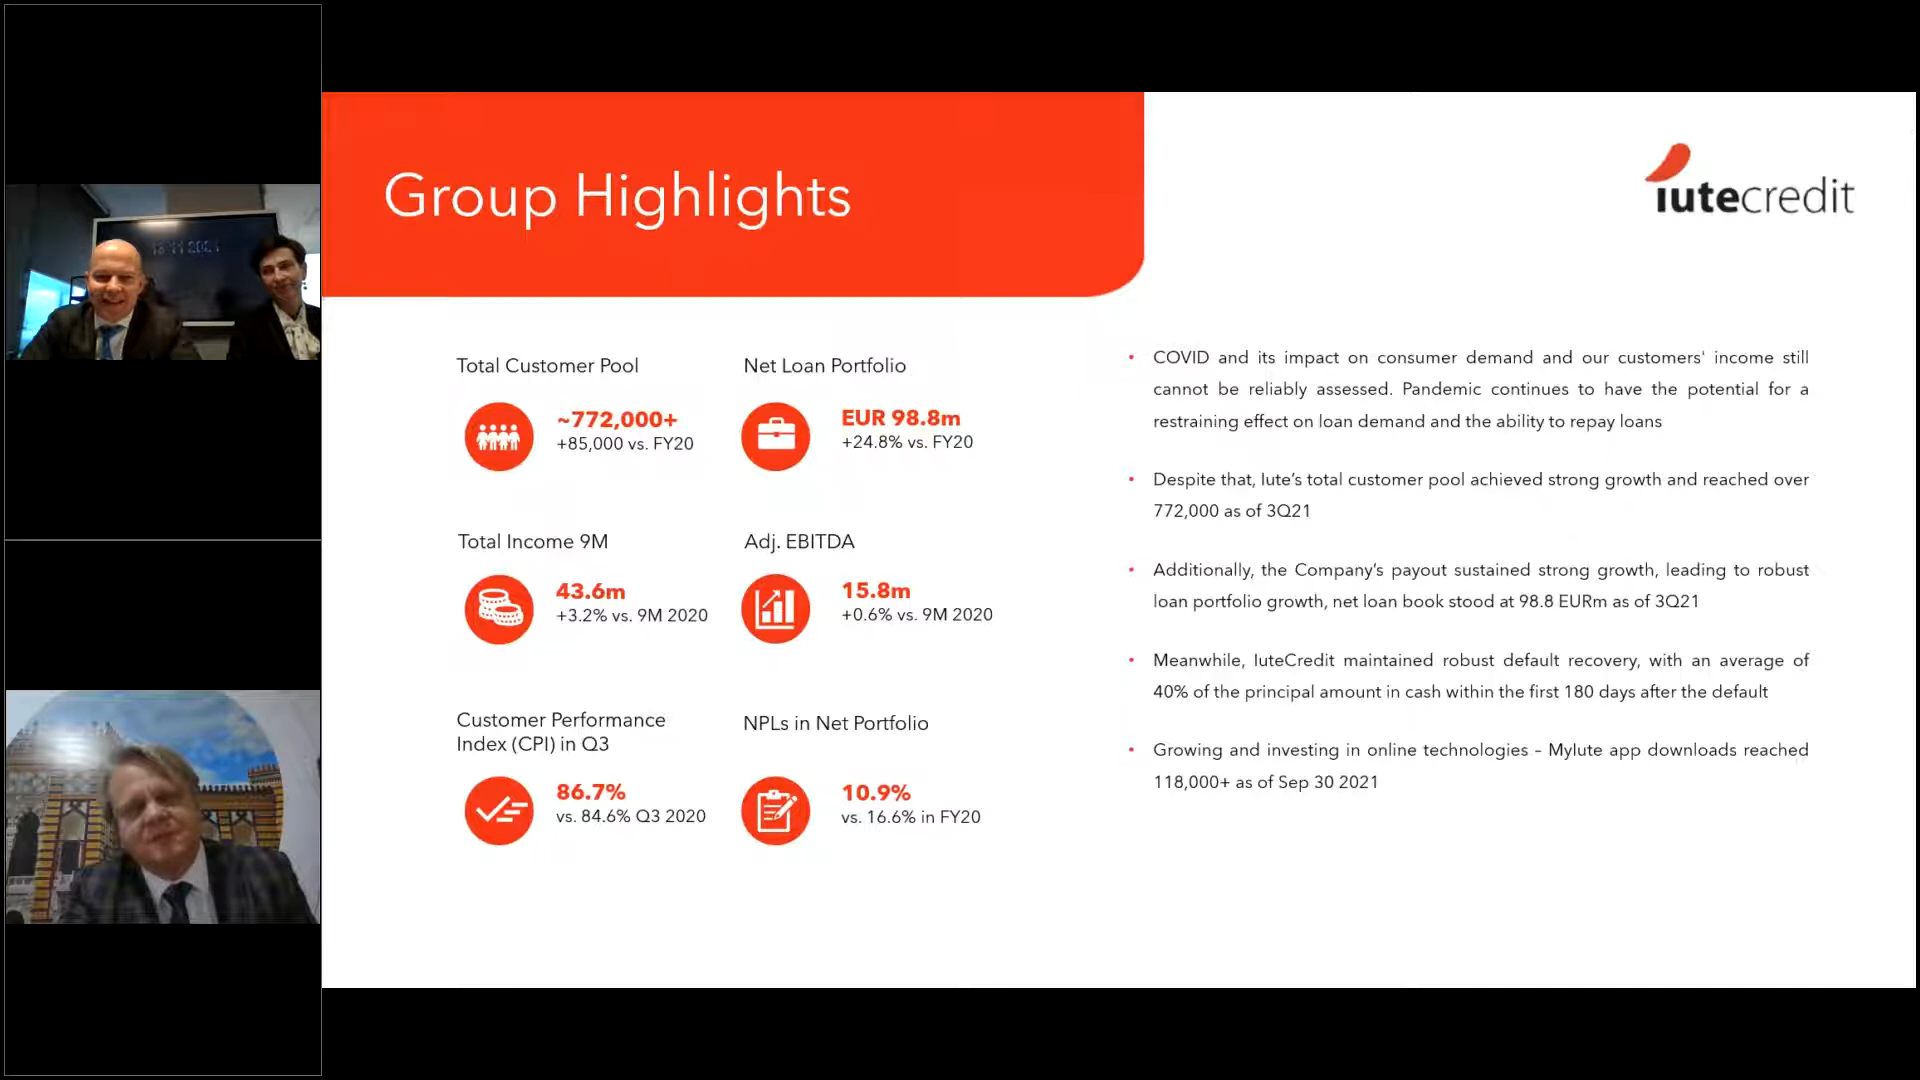 Group Highlights
iutecredit
Total Customer Pool
~772,000+
+85,000 vs. FY20
Net Loan Portfolio
EUR 98.8m
+24.8% vs. FY20
Total Income 9M
43.6m
+3.2% vs. 9M 2020
Adj. EBITDA
15.8m
+0.6% vs. 9M 2020
Customer Performance
Index (CPI) in Q3
86.7%
vs. 84.6% Q3 2020
NPLs in Net Portfolio
10.9%
vs. 16.6% in FY20
• COVID and its impact on consumer demand and our customers' income still
cannot be reliably assessed. Pandemic continues to have the potential for a
restraining effect on loan demand and the ability to repay loans
• Despite that, Iute’s total customer pool achieved strong growth and reached over
772,000 as of 3Q21
• Additionally, the Company’s payout sustained strong growth, leading to robust
loan portfolio growth, net loan book stood at 98.8 EURm as of 3Q21
• Meanwhile, IuteCredit maintained robust default recovery, with an average of
40% of the principal amount in cash within the first 180 days after the default
• Growing and investing in online technologies – MyIute app downloads reached
118,000+ as of Sep 30 2021